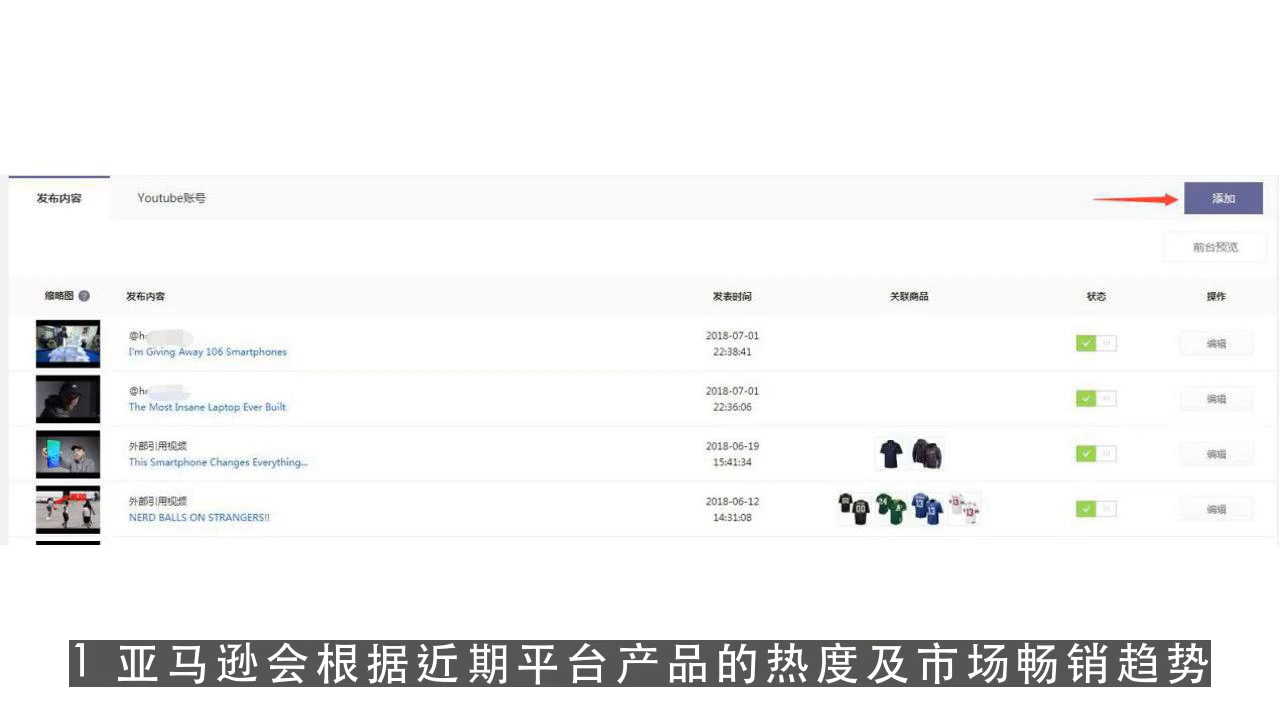 发布内容 Youtube账号 添加
前台预览
缩略图 ? 发布内容 发表时间 关联商品 状态 操作
@h
I'm Giving Away 106 Smartphones
2018-07-01
22:38:41
编辑
@h
The Most Insane Laptop Ever Built
2018-07-01
22:36:06
编辑
外部引用视频
This Smartphone Changes Everything...
2018-06-19
15:41:34
编辑
外部引用视频
NERD BALLS ON STRANGERS!!
2018-06-12
14:31:08
编辑
1 亚马逊会根据近期平台产品的热度及市场畅销趋势